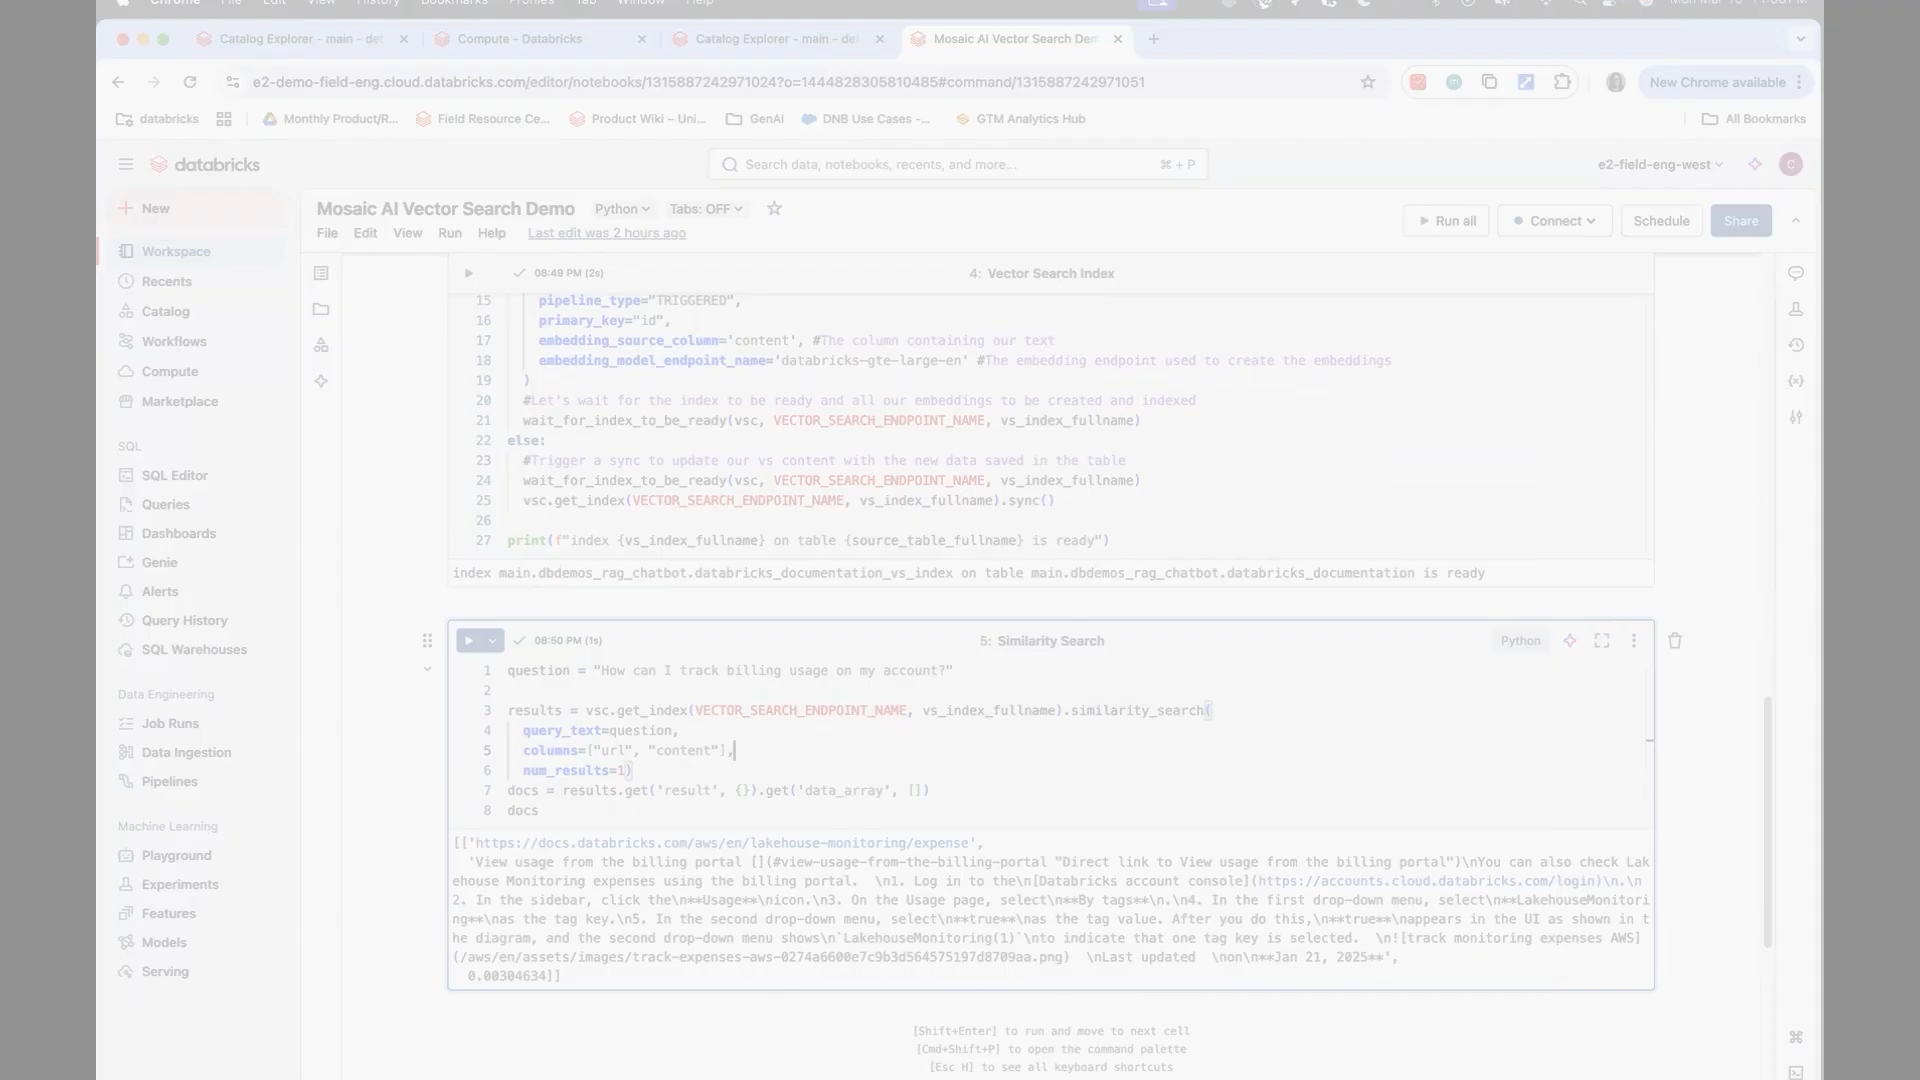 Chrome File Edit View History Bookmarks Profiles Tab Window Help
Catalog Explorer - main - def
Compute - Databricks
Catalog Explorer - main - def
Mosaic AI Vector Search Dem
e2-demo-field-eng.cloud.databricks.com/editor/notebooks/1315887242971024?o=1444828305810485#command/1315887242971051
New Chrome available
databricks
Monthly Product/R...
Field Resource Ce...
Product Wiki – Uni...
GenAI
DNB Use Cases -...
GTM Analytics Hub
All Bookmarks
databricks
Search data, notebooks, recents, and more...
⌘ + P
e2-field-eng-west
C
New
Workspace
Recents
Catalog
Workflows
Compute
Marketplace
SQL
SQL Editor
Queries
Dashboards
Genie
Alerts
Query History
SQL Warehouses
Data Engineering
Job Runs
Data Ingestion
Pipelines
Machine Learning
Playground
Experiments
Features
Models
Serving
Mosaic AI Vector Search Demo
Python
Tabs: OFF
File Edit View Run Help Last edit was 2 hours ago
Run all
Connect
Schedule
Share
08:49 PM (2s)
4: Vector Search Index
15 pipeline_type="TRIGGERED",
16 primary_key="id",
17 embedding_source_column='content', #The column containing our text
18 embedding_model_endpoint_name='databricks-gte-large-en' #The embedding endpoint used to create the embeddings
19 )
20 #Let's wait for the index to be ready and all our embeddings to be created and indexed
21 wait_for_index_to_be_ready(vsc, VECTOR_SEARCH_ENDPOINT_NAME, vs_index_fullname)
22 else:
23 #Trigger a sync to update our vs content with the new data saved in the table
24 wait_for_index_to_be_ready(vsc, VECTOR_SEARCH_ENDPOINT_NAME, vs_index_fullname)
25 vsc.get_index(VECTOR_SEARCH_ENDPOINT_NAME, vs_index_fullname).sync()
26
27 print(f"index {vs_index_fullname} on table {source_table_fullname} is ready")
index main.dbdemos_rag_chatbot.databricks_documentation_vs_index on table main.dbdemos_rag_chatbot.databricks_documentation is ready
08:50 PM (1s)
5: Similarity Search
Python
1 question = "How can I track billing usage on my account?"
2
3 results = vsc.get_index(VECTOR_SEARCH_ENDPOINT_NAME, vs_index_fullname).similarity_search(
4 query_text=question,
5 columns=["url", "content"],
6 num_results=1)
7 docs = results.get('result', {}).get('data_array', [])
8 docs
[['https://docs.databricks.com/aws/en/lakehouse-monitoring/expense',
'View usage from the billing portal [](#view-usage-from-the-billing-portal "Direct link to View usage from the billing portal")\nYou can also check Lak
ehouse Monitoring expenses using the billing portal.  \n1. Log in to the\n[Databricks account console](https://accounts.cloud.databricks.com/login)\n.\n
2. In the sidebar, click the\n**Usage**\nicon.\n3. On the Usage page, select\n**By tags**\n.\n4. In the first drop-down menu, select\n**LakehouseMonitori
ng**\nas the tag key.\n5. In the second drop-down menu, select\n**true**\nas the tag value. After you do this,\n**true**\nappears in the UI as shown in t
he diagram, and the second drop-down menu shows\n`LakehouseMonitoring(1)`\nto indicate that one tag key is selected.  \n![track monitoring expenses AWS]
(/aws/en/assets/images/track-expenses-aws-0274a6600e7c9b3d564575197d8709aa.png)  \nLast updated  \non\n**Jan 21, 2025**',
0.00304634]]
[Shift+Enter] to run and move to next cell
[Cmd+Shift+P] to open the command palette
[Esc H] to see all keyboard shortcuts